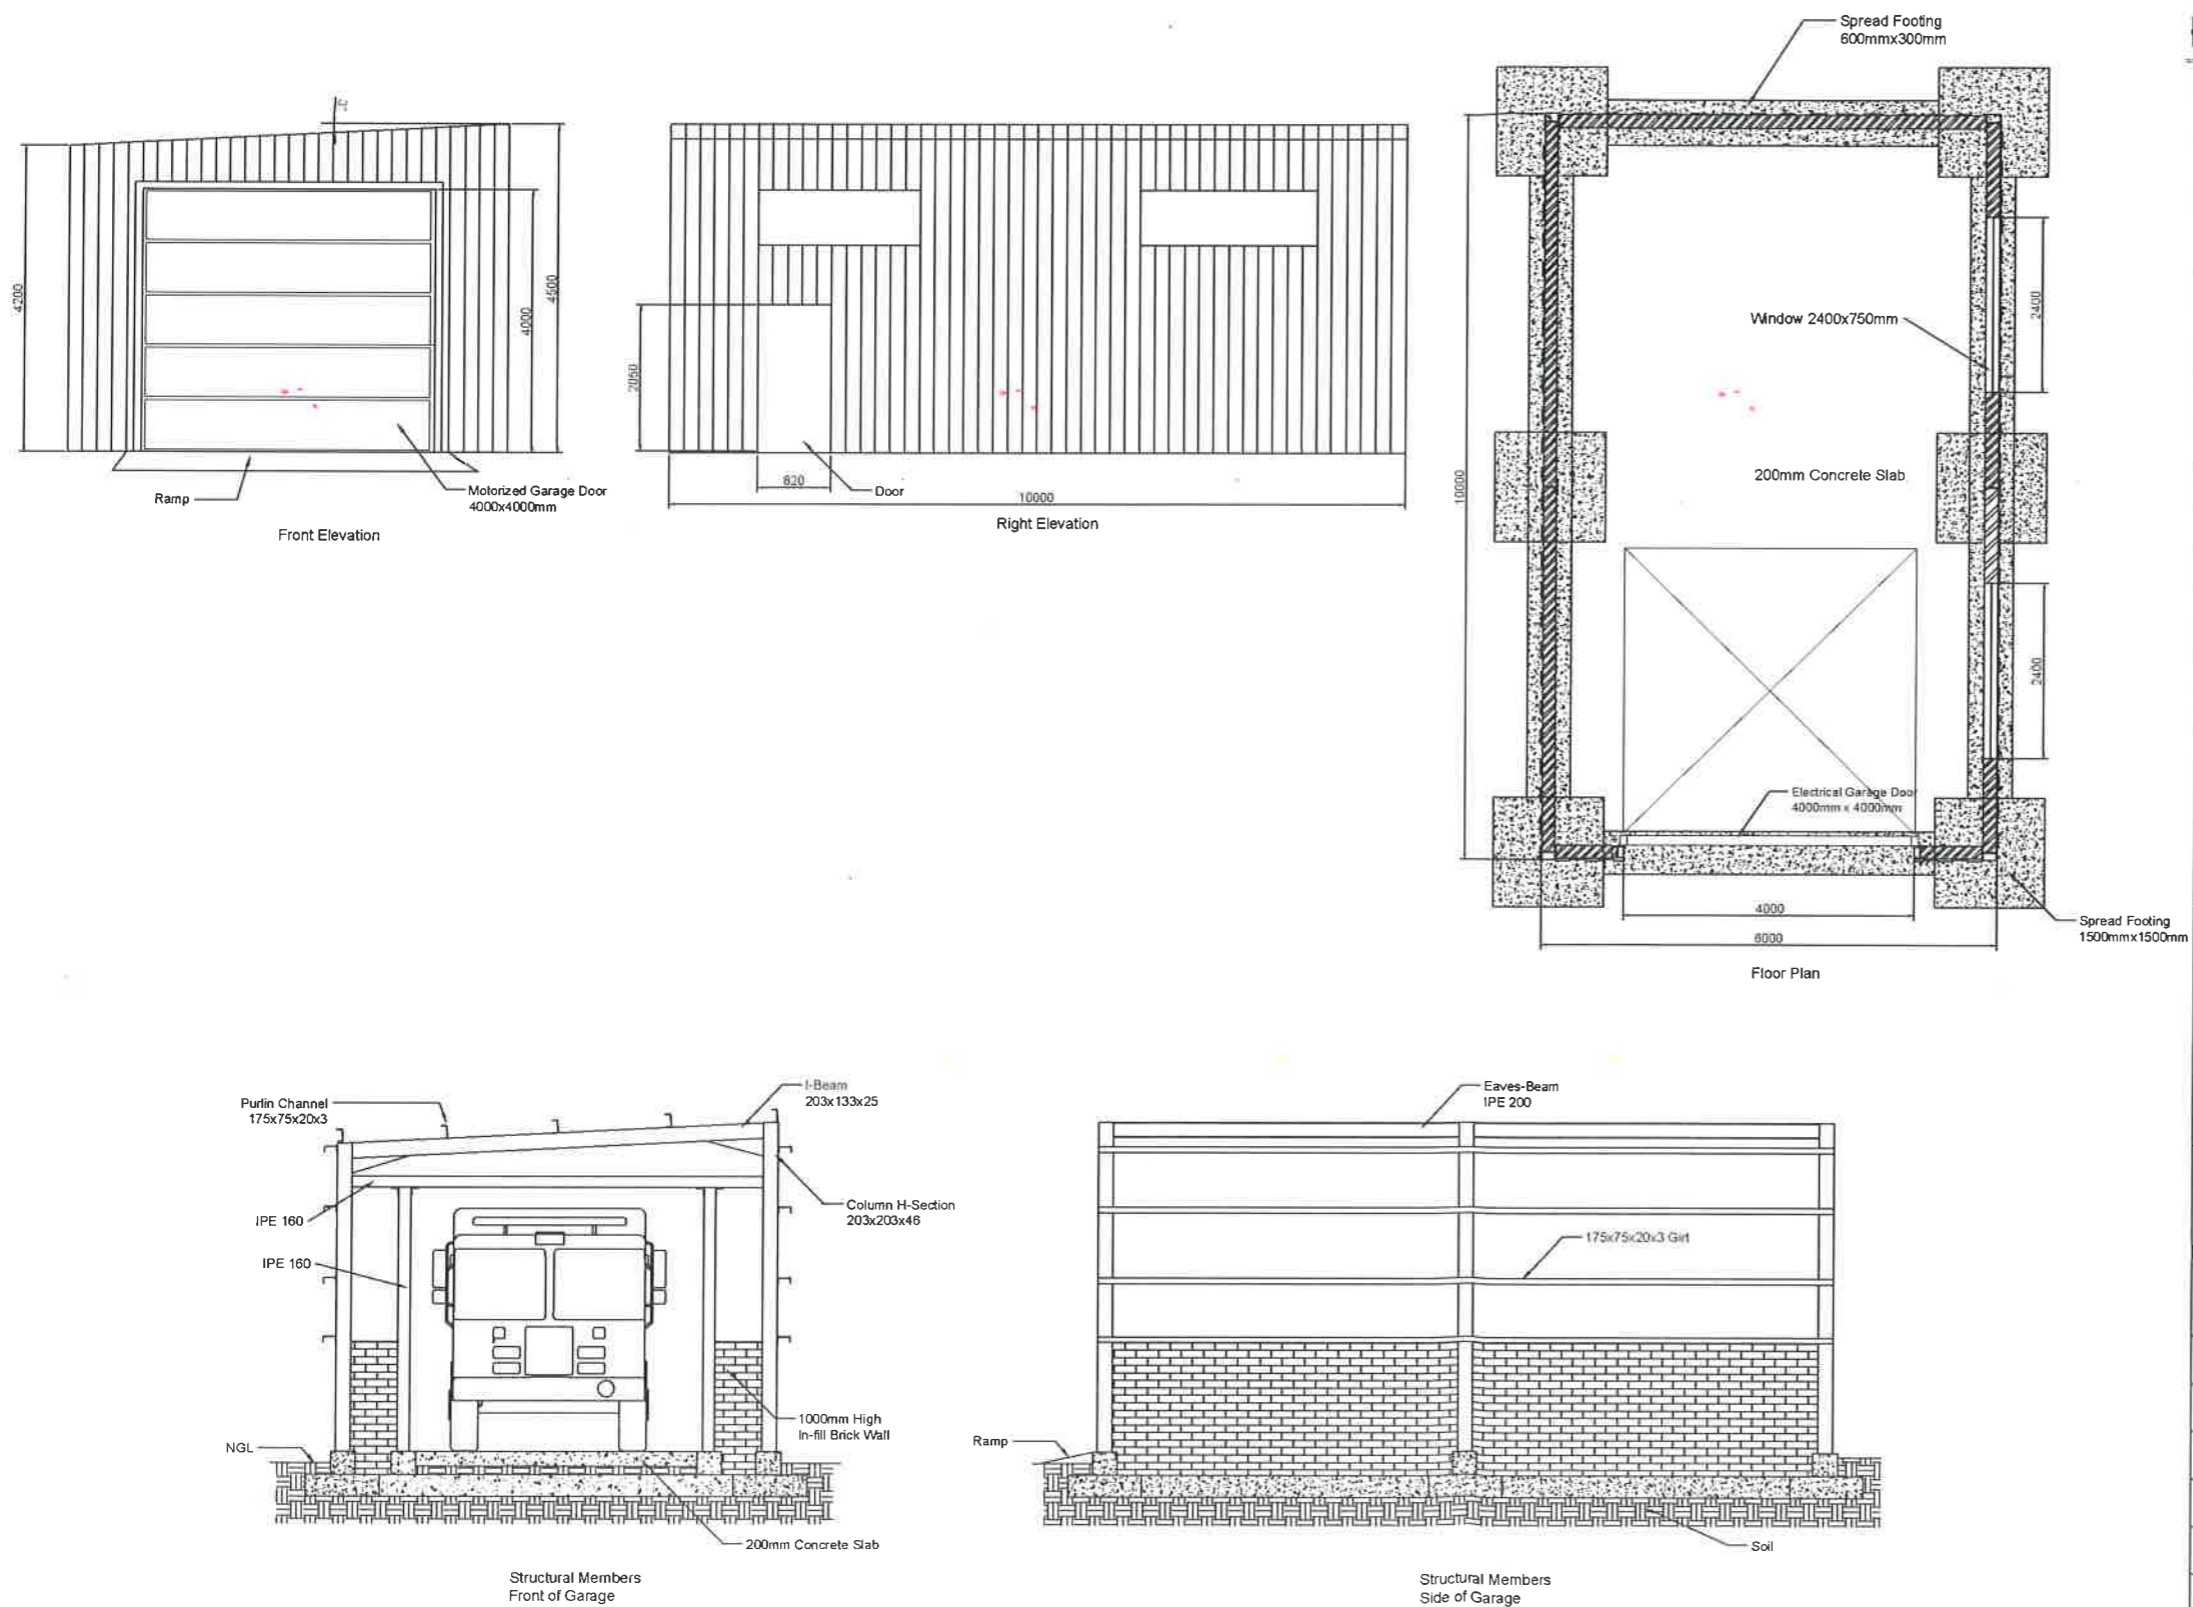 Spread Footing
600mmx300mm
4200
4000
4500
Ramp
Motorized Garage Door
4000x4000mm
Front Elevation
2050
820
Door
10000
Right Elevation
10000
Window 2400x750mm
2400
200mm Concrete Slab
2400
Electrical Garage Door
4000mm x 4000mm
4000
6000
Spread Footing
1500mmx1500mm
Floor Plan
Purlin Channel
175x75x20x3
I-Beam
203x133x25
IPE 160
IPE 160
Column H-Section
203x203x46
1000mm High
In-fill Brick Wall
NGL
200mm Concrete Slab
Structural Members
Front of Garage
Eaves-Beam
IPE 200
175x75x20x3 Girt
Ramp
Soil
Structural Members
Side of Garage